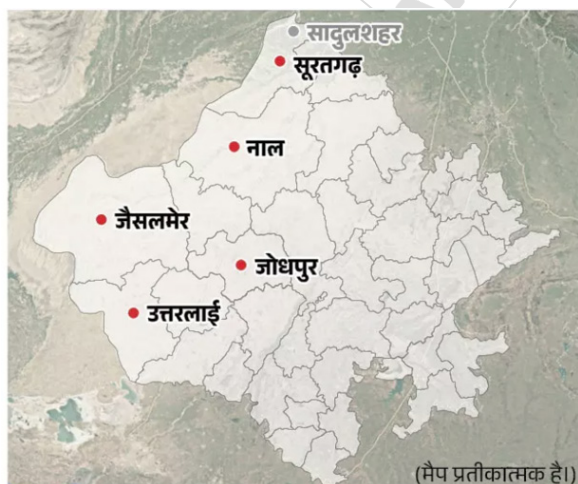 सादुलशहर
सूरतगढ़
नाल
जैसलमेर
जोधपुर
उत्तरलाई
(मैप प्रतीकात्मक है।)